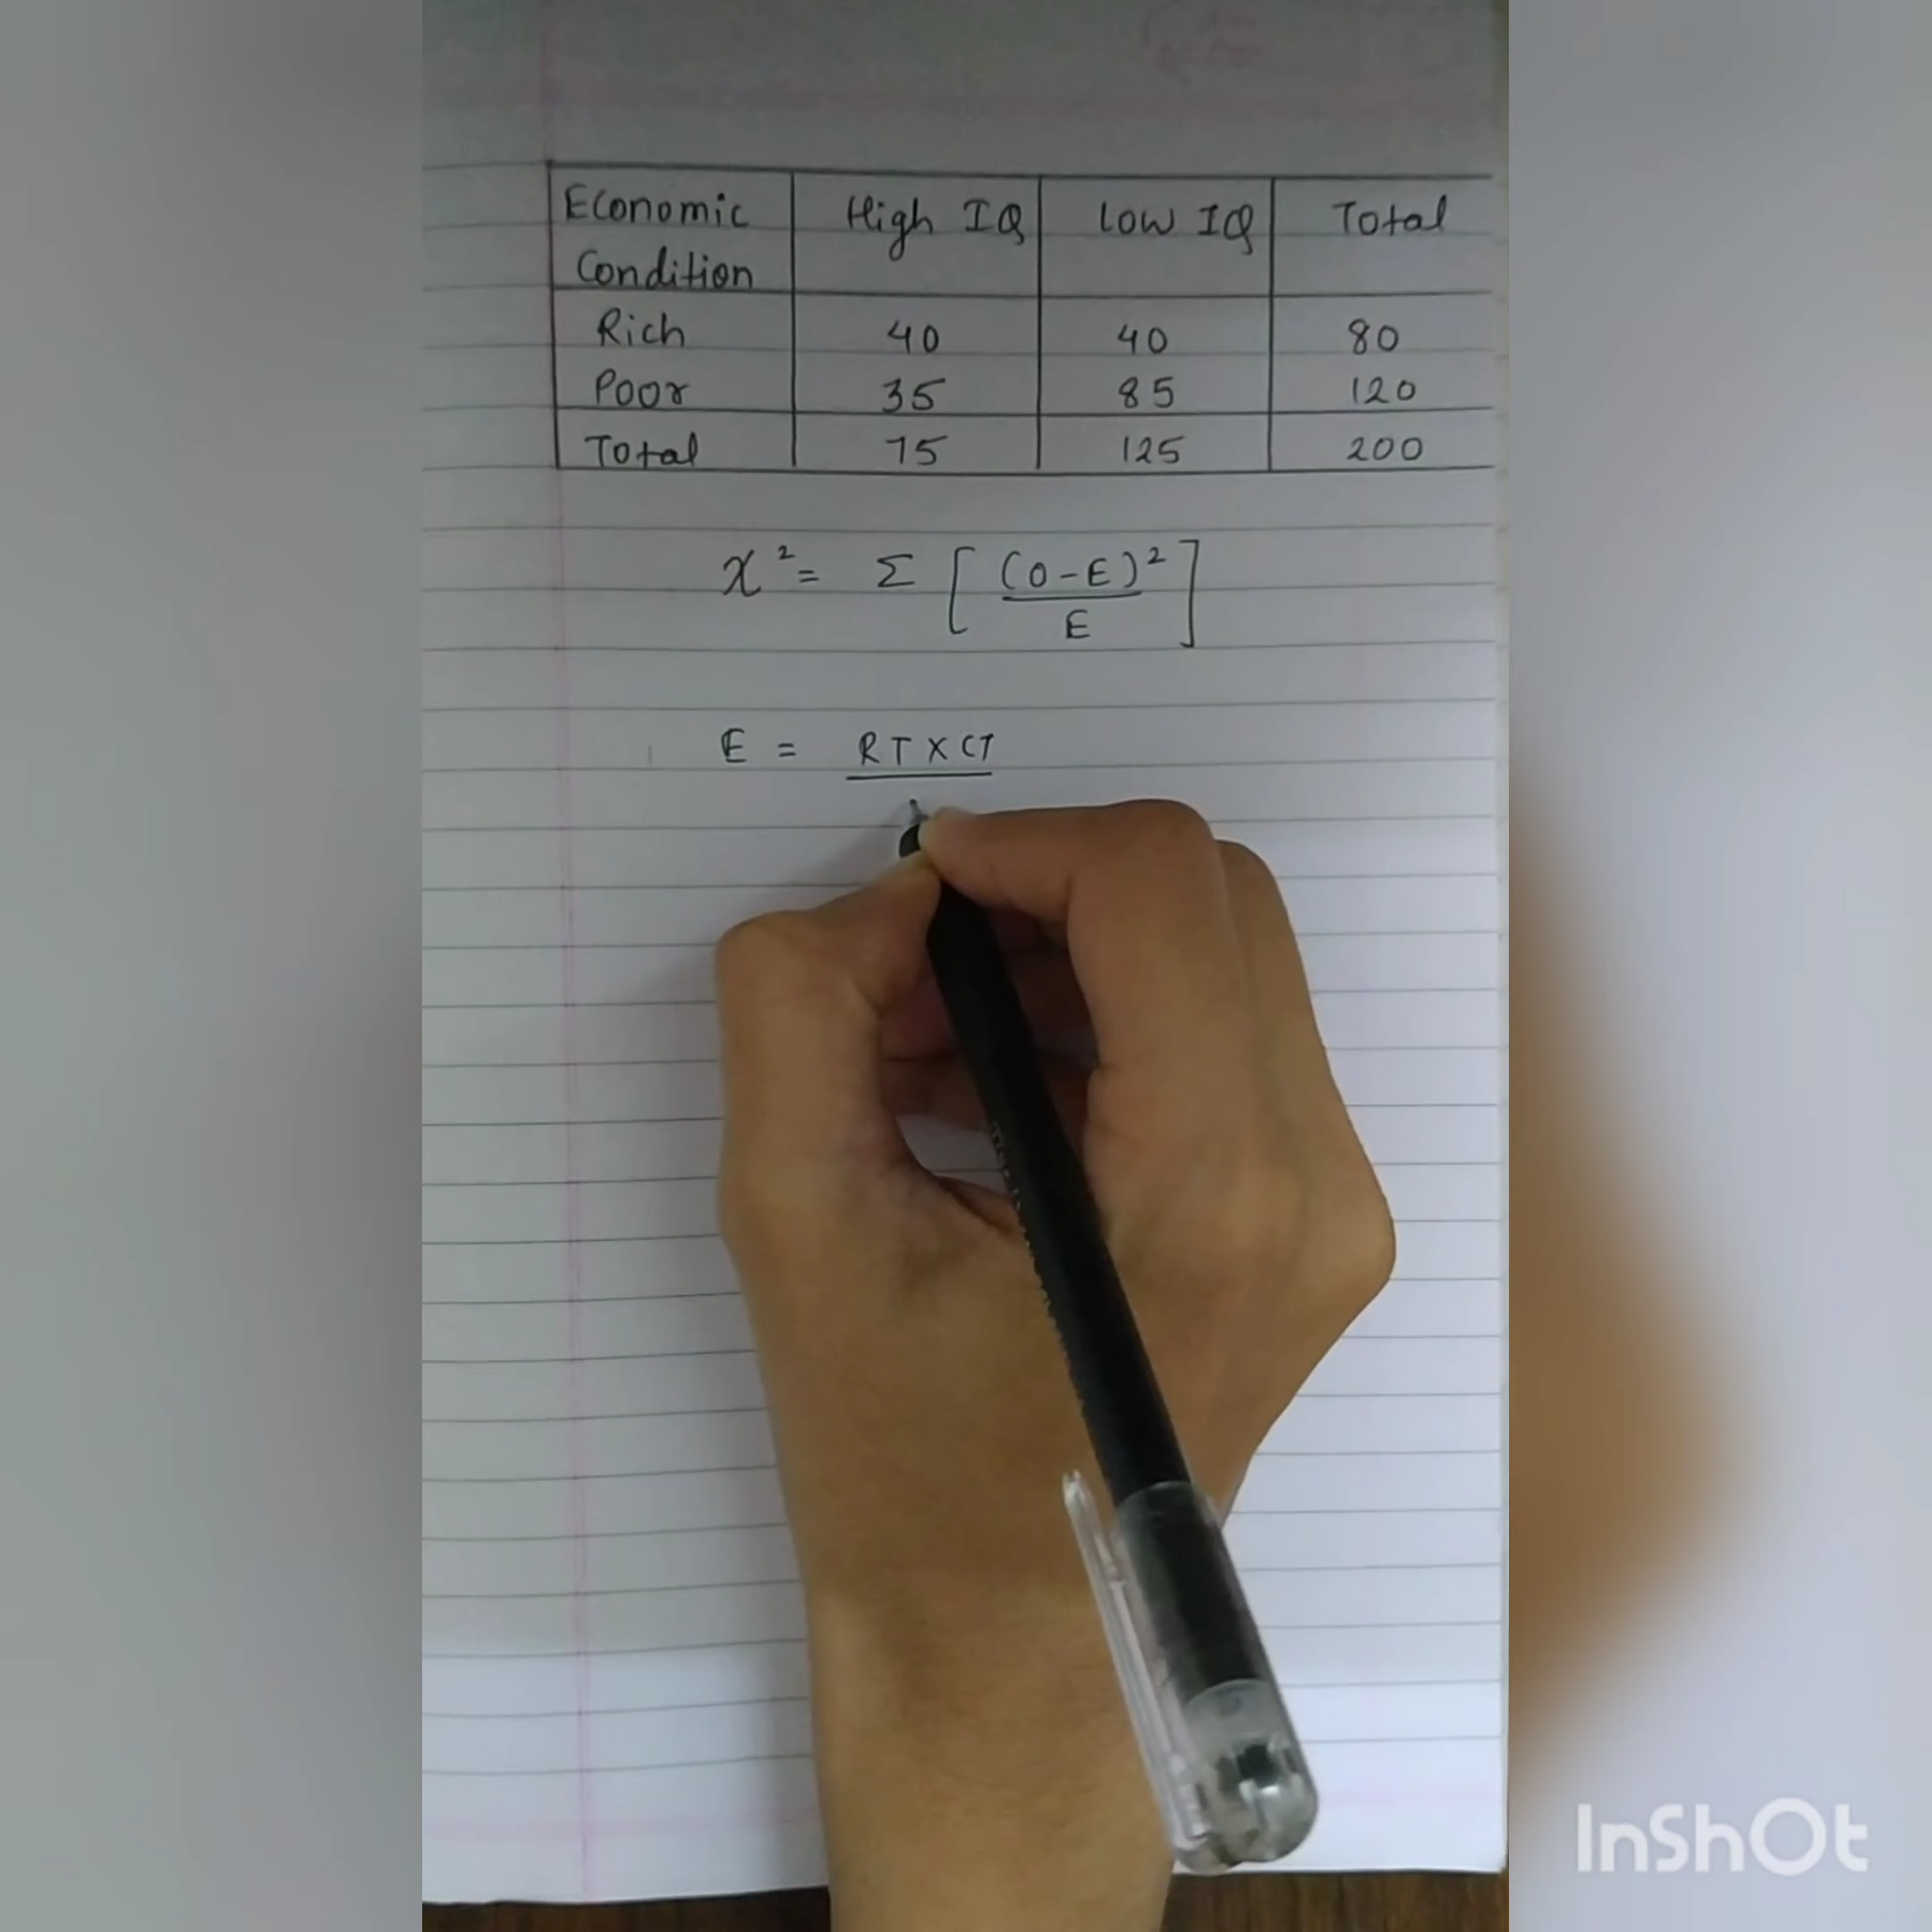 Economic Condition High IQ Low IQ Total
Rich 40 40 80
Poor 35 85 120
Total 75 125 200
χ² = Σ [ (O-E)² / E ]
E = RT X CT
InShOt